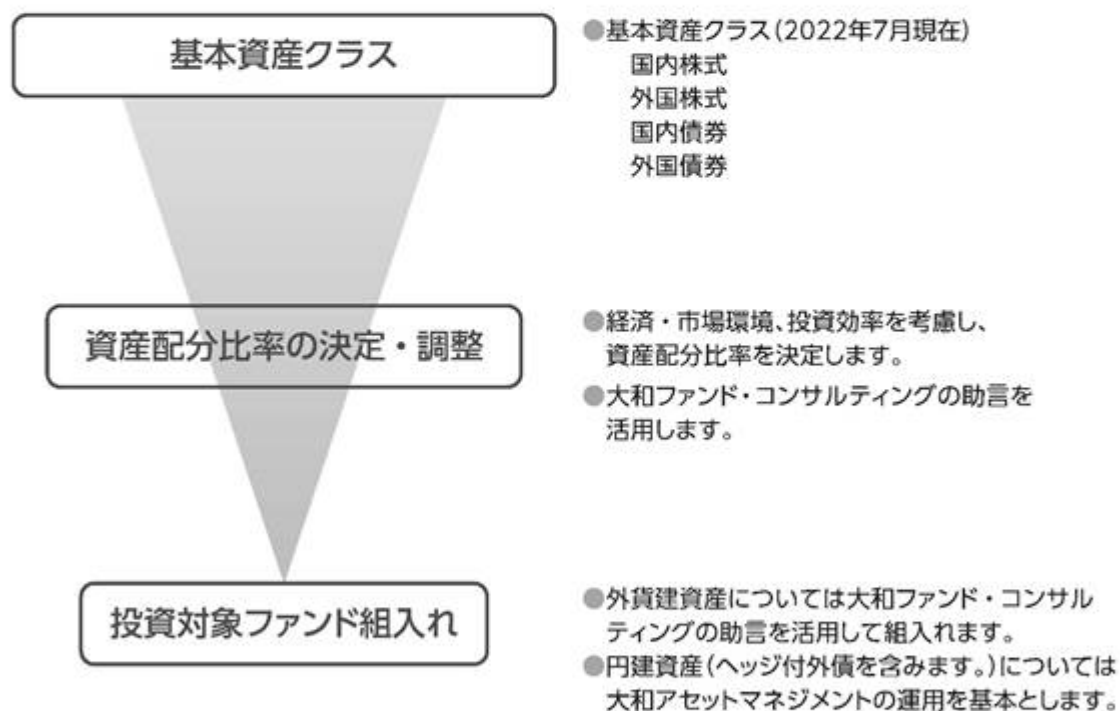 基本資産クラス
●基本資産クラス(2022年7月現在)
国内株式
外国株式
国内債券
外国債券
資産配分比率の決定・調整
●経済・市場環境、投資効率を考慮し、
資産配分比率を決定します。
●大和ファンド・コンサルティングの助言を
活用します。
投資対象ファンド組入れ
●外貨建資産については大和ファンド・コンサル
ティングの助言を活用して組入れます。
●円建資産(ヘッジ付外債を含みます。)については
大和アセットマネジメントの運用を基本とします。